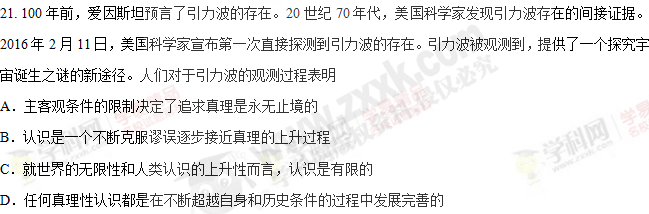 21. 100 年前，爱因斯坦预言了引力波的存在。20 世纪 70 年代，美国科学家发现引力波存在的间接证据。
2016 年 2 月 11 日，美国科学家宣布第一次直接探测到引力波的存在。引力波被观测到，提供了一个探究宇
宙诞生之谜的新途径。人们对于引力波的观测过程表明
A．主客观条件的限制决定了追求真理是永无止境的
B．认识是一个不断克服谬误逐步接近真理的上升过程
C．就世界的无限性和人类认识的上升性而言，认识是有限的
D．任何真理性认识都是在不断超越自身和历史条件的过程中发展完善的